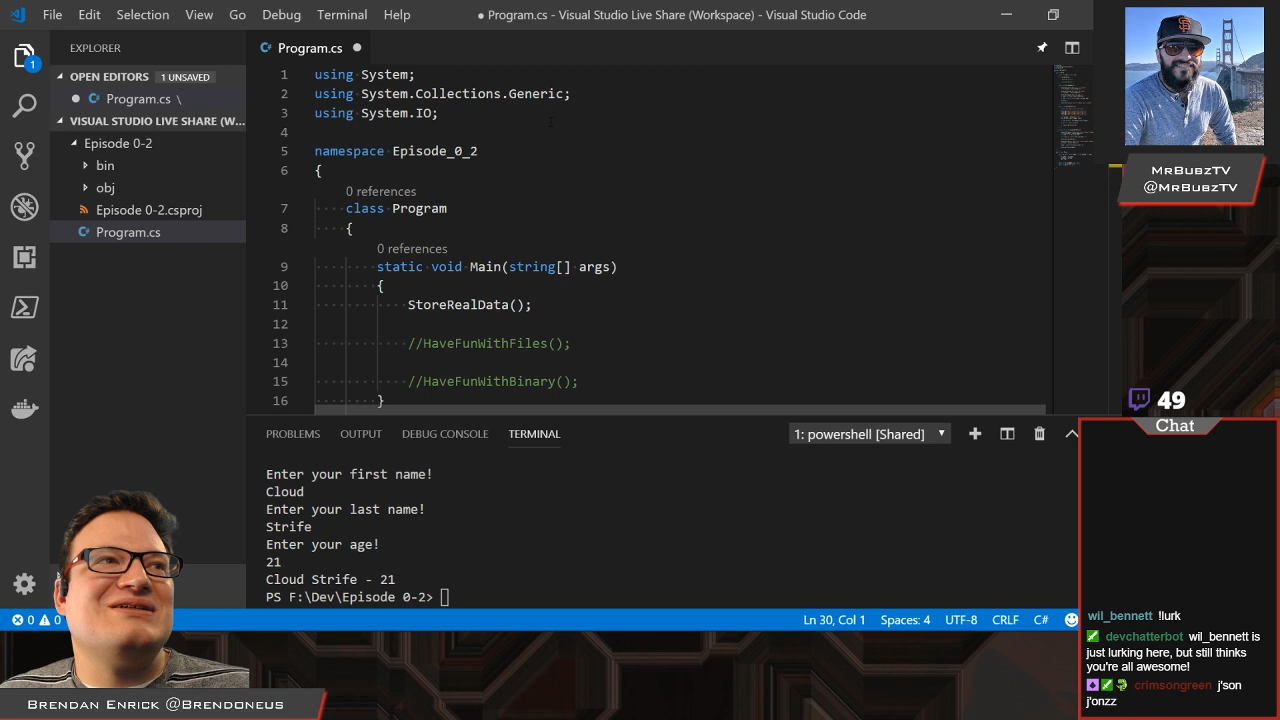 File Edit Selection View Go Debug Terminal Help
● Program.cs - Visual Studio Live Share (Workspace) - Visual Studio Code
EXPLORER
OPEN EDITORS 1 UNSAVED
Program.cs \
VISUAL STUDIO LIVE SHARE (W...
Episode 0-2
bin
obj
Episode 0-2.csproj
Program.cs
1
Program.cs
1 using System;
2 using System.Collections.Generic;
3 using System.IO;
4
5 namespace Episode_0_2
6 {
0 references
7 class Program
8 {
0 references
9 static void Main(string[] args)
10 {
11 StoreRealData();
12
13 //HaveFunWithFiles();
14
15 //HaveFunWithBinary();
16 }
PROBLEMS OUTPUT DEBUG CONSOLE TERMINAL
1: powershell [Shared]
Enter your first name!
Cloud
Enter your last name!
Strife
Enter your age!
21
Cloud Strife - 21
PS F:\Dev\Episode 0-2>
0 0
Ln 30, Col 1 Spaces: 4 UTF-8 CRLF C#
Brendan Enrick @Brendoneus
MrBubzTV
@MrBubzTV
49
Chat
wil_bennett !lurk
devchatterbot wil_bennett is
just lurking here, but still thinks
you're all awesome!
crimsongreen j'son
j'onzz